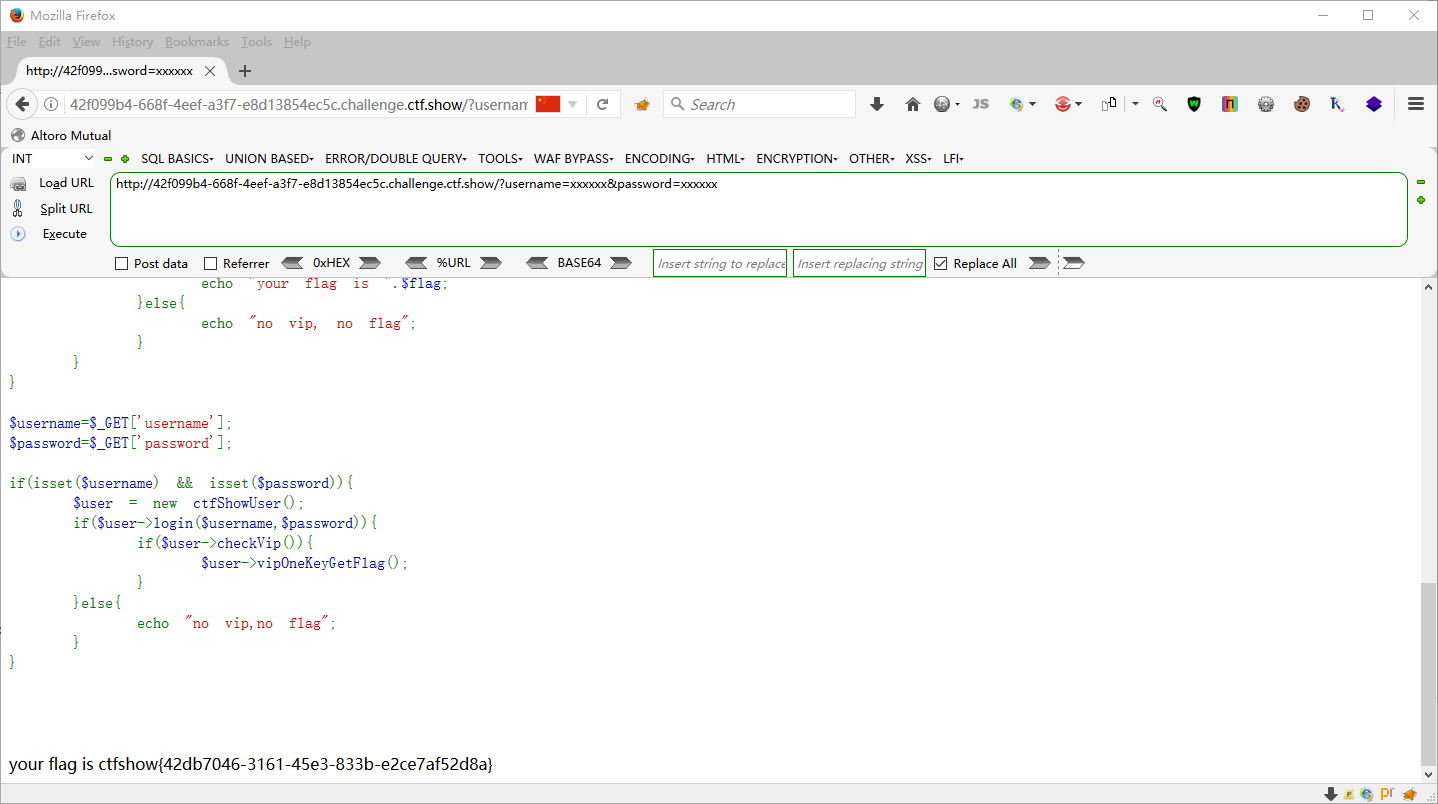 Mozilla Firefox
File Edit View History Bookmarks Tools Help
http://42f099...sword=xxxxxx
42f099b4-668f-4eef-a3f7-e8d13854ec5c.challenge.ctf.show/?usernam
Search
JS
Altoro Mutual
INT SQL BASICS UNION BASED ERROR/DOUBLE QUERY TOOLS WAF BYPASS ENCODING HTML ENCRYPTION OTHER XSS LFI
Load URL http://42f099b4-668f-4eef-a3f7-e8d13854ec5c.challenge.ctf.show/?username=xxxxxx&password=xxxxxx
Split URL
Execute
Post data Referrer 0xHEX %URL BASE64 Insert string to replace Insert replacing string Replace All
echo "your flag is ".$flag;
}else{
echo "no vip, no flag";
}
}
}
$username=$_GET['username'];
$password=$_GET['password'];
if(isset($username) && isset($password)){
$user = new ctfShowUser();
if($user->login($username,$password)){
if($user->checkVip()){
$user->vipOneKeyGetFlag();
}
}else{
echo "no vip,no flag";
}
}
your flag is ctfshow{42db7046-3161-45e3-833b-e2ce7af52d8a}
pr